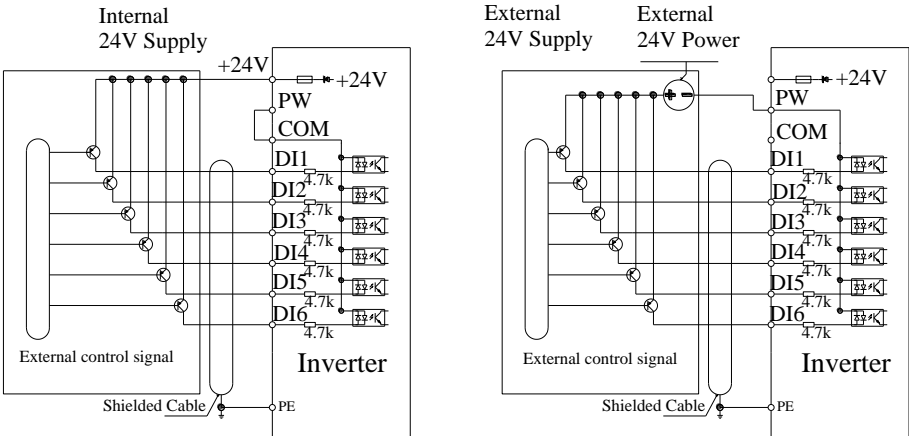 Internal
24V Supply
+24V
+24V
PW
COM
DI1
4.7k
DI2
4.7k
DI3
4.7k
DI4
4.7k
DI5
4.7k
DI6
4.7k
External control signal
Inverter
Shielded Cable
PE
External
24V Supply
External
24V Power
+24V
PW
COM
DI1
4.7k
DI2
4.7k
DI3
4.7k
DI4
4.7k
DI5
4.7k
DI6
4.7k
External control signal
Inverter
Shielded Cable
PE